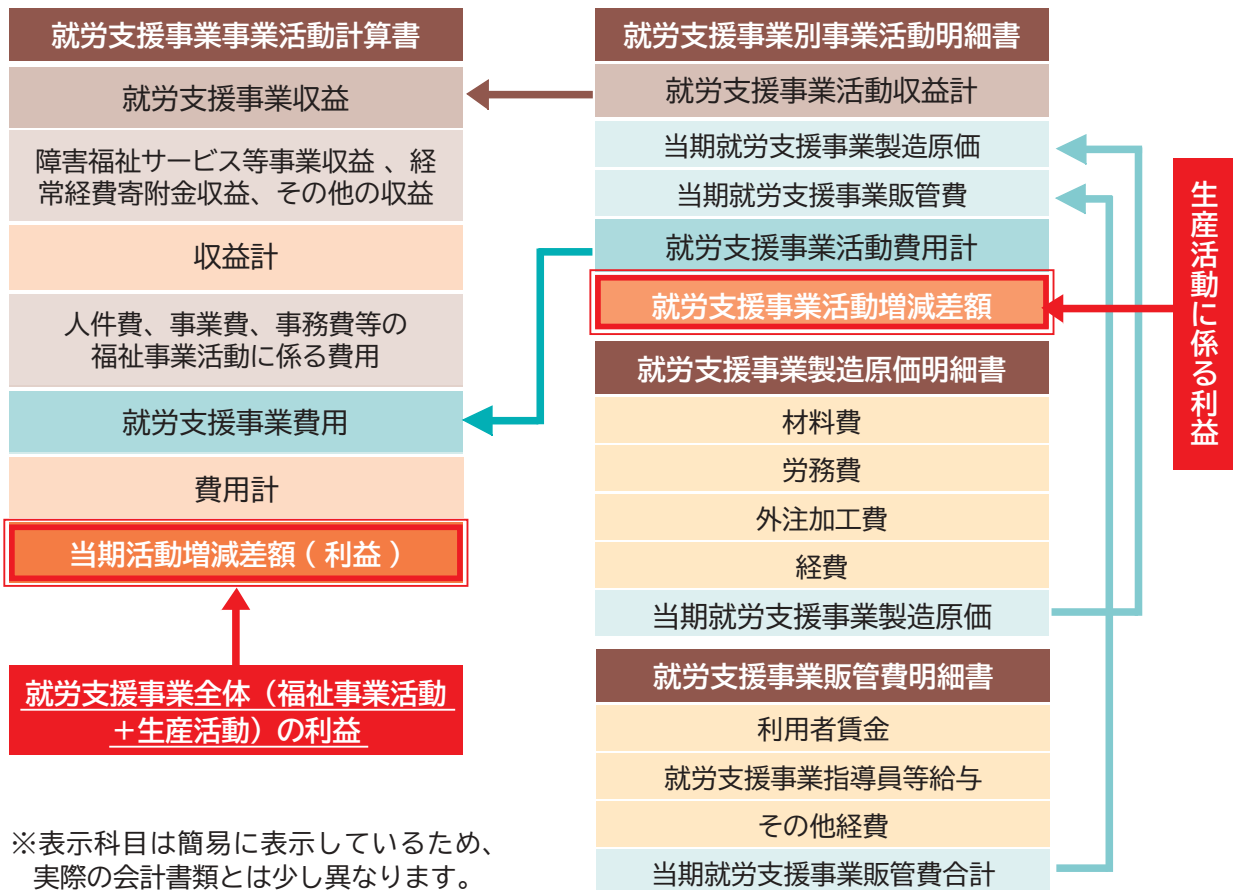 就労支援事業事業活動計算書
就労支援事業収益
障害福祉サービス等事業収益 、経
常経費寄附金収益、その他の収益
収益計
人件費、事業費、事務費等の
福祉事業活動に係る費用
就労支援事業費用
費用計
当期活動増減差額（ 利益 ）
就労支援事業全体（福祉事業活動
＋生産活動）の利益
※表示科目は簡易に表示しているため、
実際の会計書類とは少し異なります。
就労支援事業別事業活動明細書
就労支援事業活動収益計
当期就労支援事業製造原価
当期就労支援事業販管費
就労支援事業活動費用計
就労支援事業活動増減差額
就労支援事業製造原価明細書
材料費
労務費
外注加工費
経費
当期就労支援事業製造原価
就労支援事業販管費明細書
利用者賃金
就労支援事業指導員等給与
その他経費
当期就労支援事業販管費合計
生産活動に係る利益